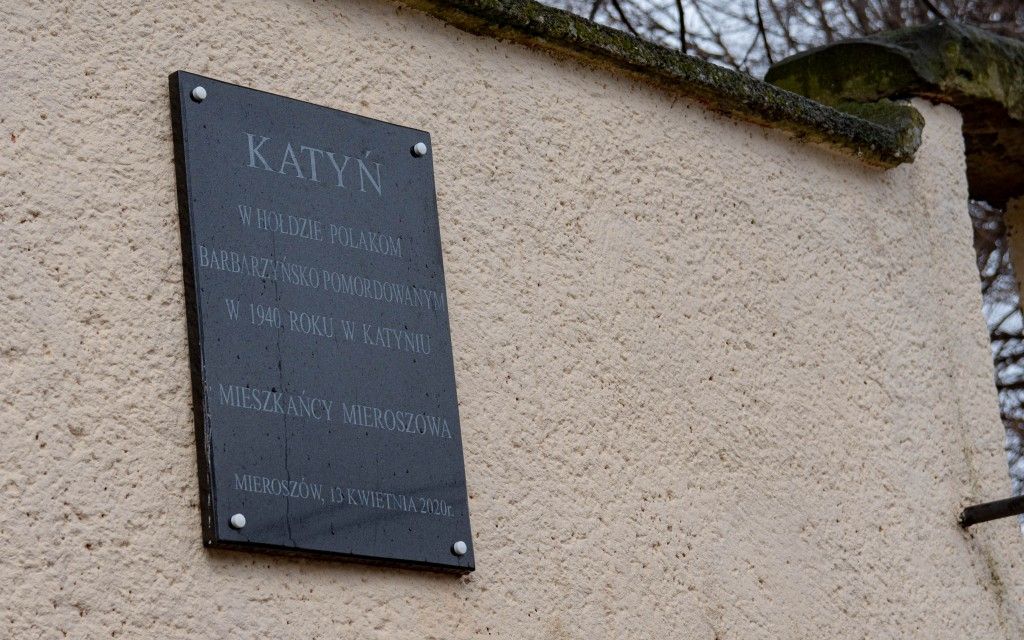 KATYŃ
W HOŁDZIE POLAKOM
BARBARZYŃSKO POMORDOWANYM
W 1940 ROKU W KATYNIU
MIESZKAŃCY MIEROSZOWA
MIEROSZÓW, 13 KWIETNIA 2020r.